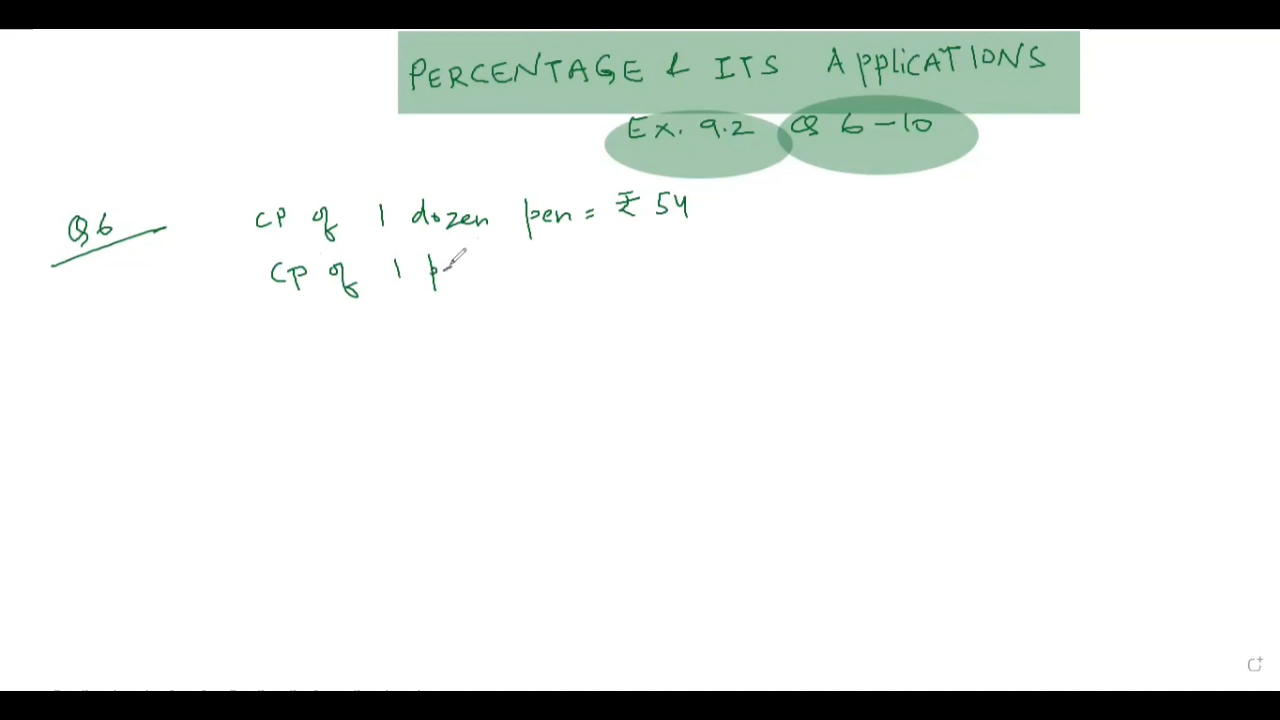 PERCENTAGE & ITS APPLICATIONS
Ex. 9.2 Q 6-10
Q6 CP of 1 dozen pen = ₹ 54
CP of 1 p